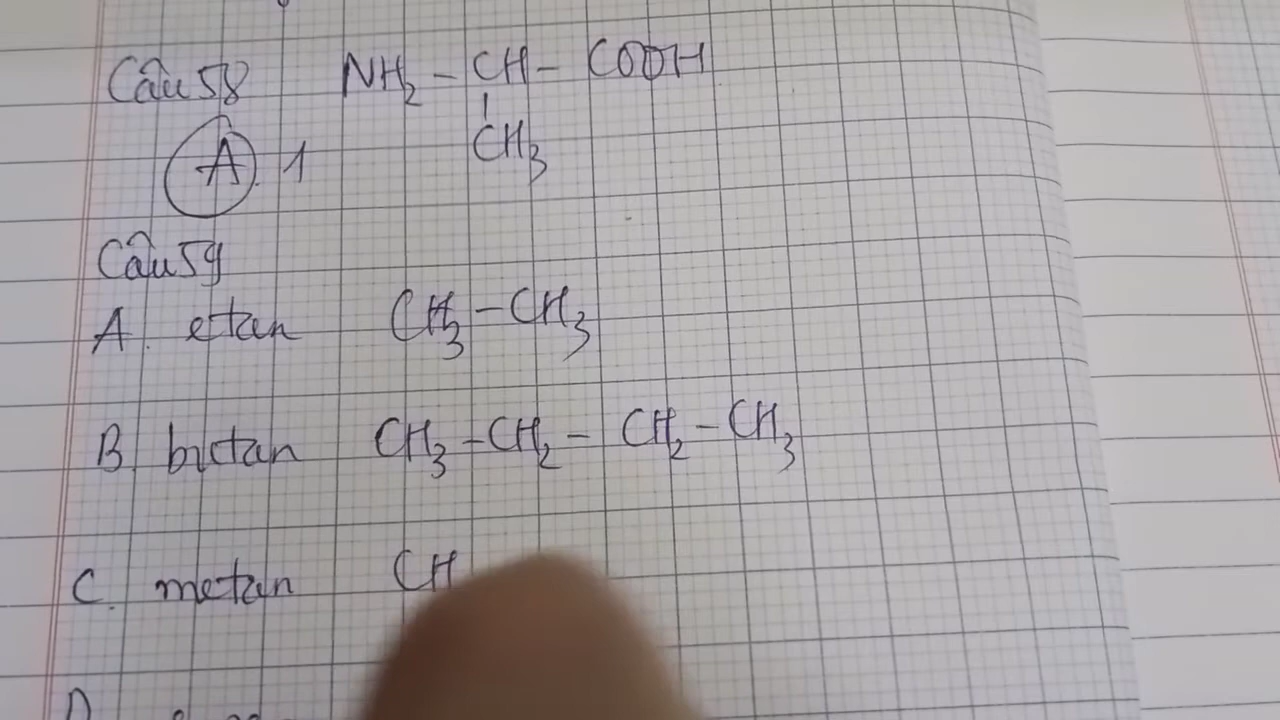 Câu 58 NH₂ - CH - COOH
CH₃
A. 1
Câu 59
A. etan CH₃ - CH₃
B butan CH₃ - CH₂ - CH₂ - CH₃
C. metan CH
D